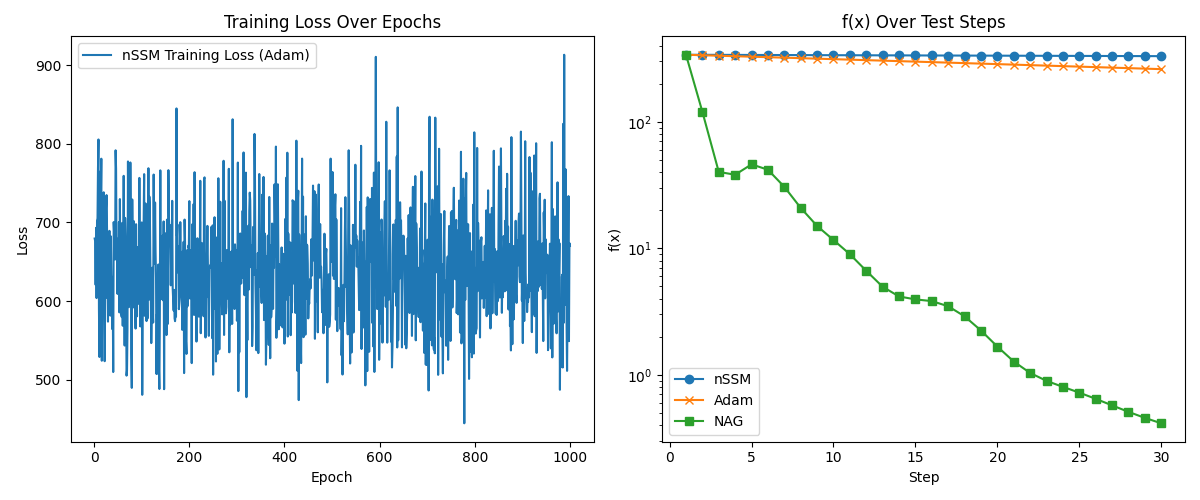 Training Loss Over Epochs
nSSM Training Loss (Adam)
900
800
700
600
500
Loss
0 200 400 600 800 1000
Epoch
f(x) Over Test Steps
10²
10¹
10⁰
f(x)
nSSM
Adam
NAG
0 5 10 15 20 25 30
Step